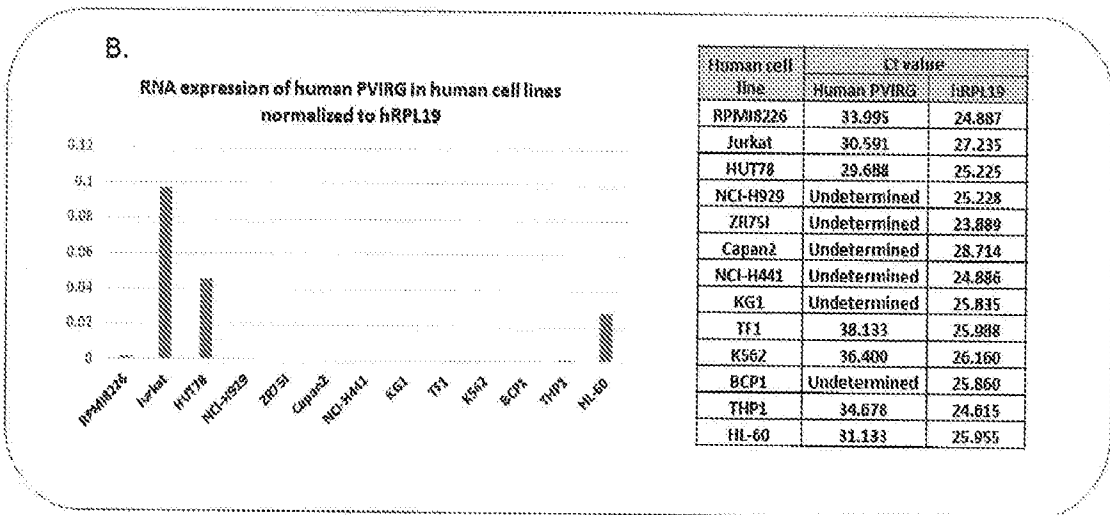 B.
RNA expression of human PVIRG in human cell lines
normalized to hRPL19
0.12
0.1
0.08
0.06
0.04
0.02
0
RPMI8226
Jurkat
HUT78
NCI-H929
ZR75I
Capan2
NCI-H441
KG1
TF1
K562
BCP1
THP1
HL-60
Human cell line Ct value
Human PVIRG hRPL19
RPMI8226 33.995 24.887
Jurkat 30.591 27.235
HUT78 29.688 25.225
NCI-H929 Undetermined 25.228
ZR75I Undetermined 23.889
Capan2 Undetermined 28.714
NCI-H441 Undetermined 24.886
KG1 Undetermined 25.835
TF1 38.133 25.988
K562 36.400 26.160
BCP1 Undetermined 25.860
THP1 34.678 24.615
HL-60 31.133 25.955